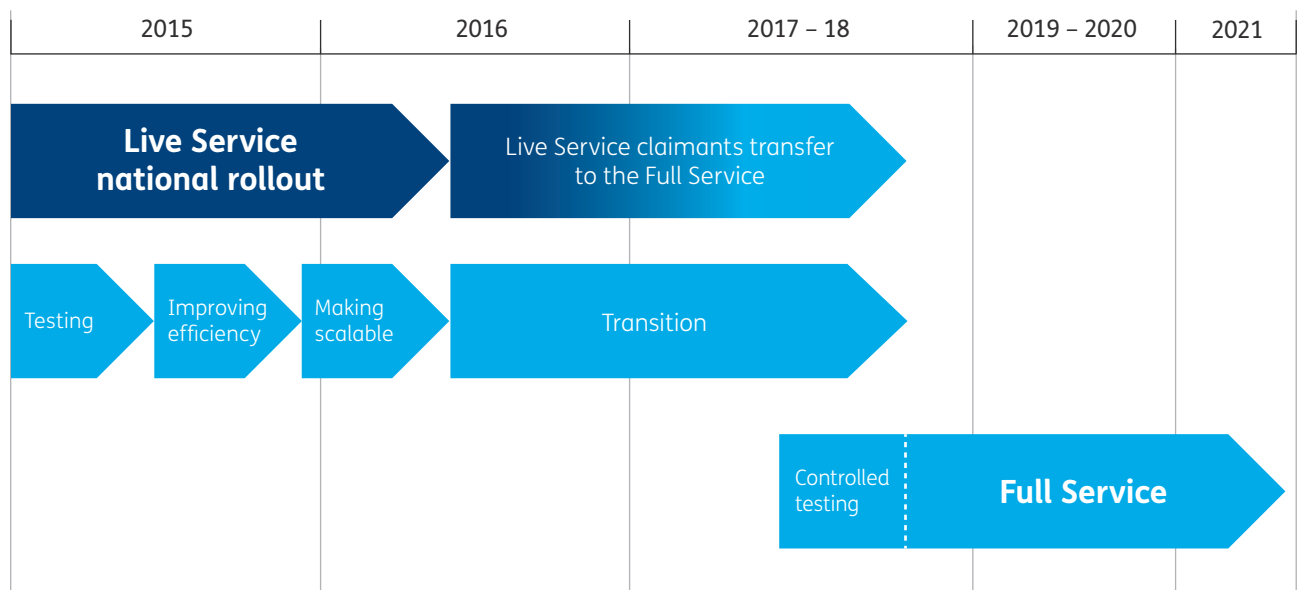 2015
2016
2017 – 18
2019 – 2020
2021
Live Service
national rollout
Live Service claimants transfer
to the Full Service
Testing
Improving
efficiency
Making
scalable
Transition
Controlled
testing
Full Service